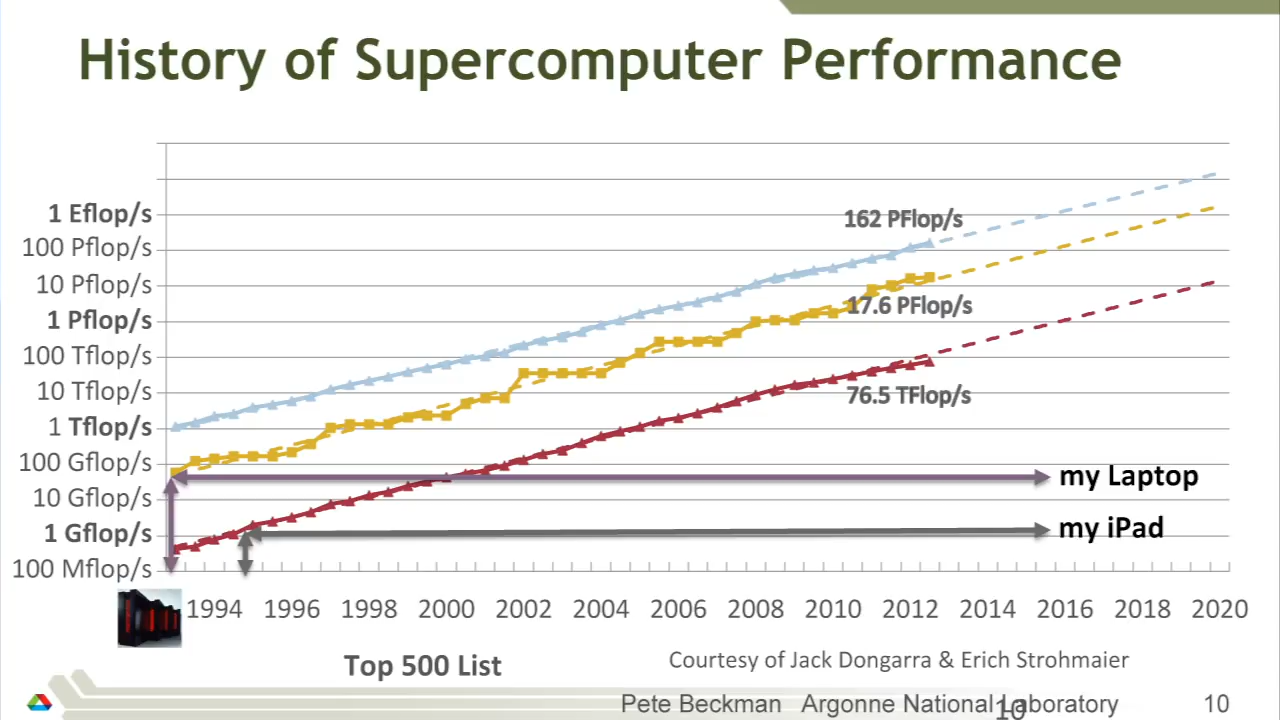 History of Supercomputer Performance
1 Eflop/s
100 Pflop/s
10 Pflop/s
1 Pflop/s
100 Tflop/s
10 Tflop/s
1 Tflop/s
100 Gflop/s
10 Gflop/s
1 Gflop/s
100 Mflop/s
162 PFlop/s
17.6 PFlop/s
76.5 TFlop/s
my Laptop
my iPad
1994 1996 1998 2000 2002 2004 2006 2008 2010 2012 2014 2016 2018 2020
Top 500 List
Courtesy of Jack Dongarra & Erich Strohmaier
Pete Beckman Argonne National Laboratory 10
10